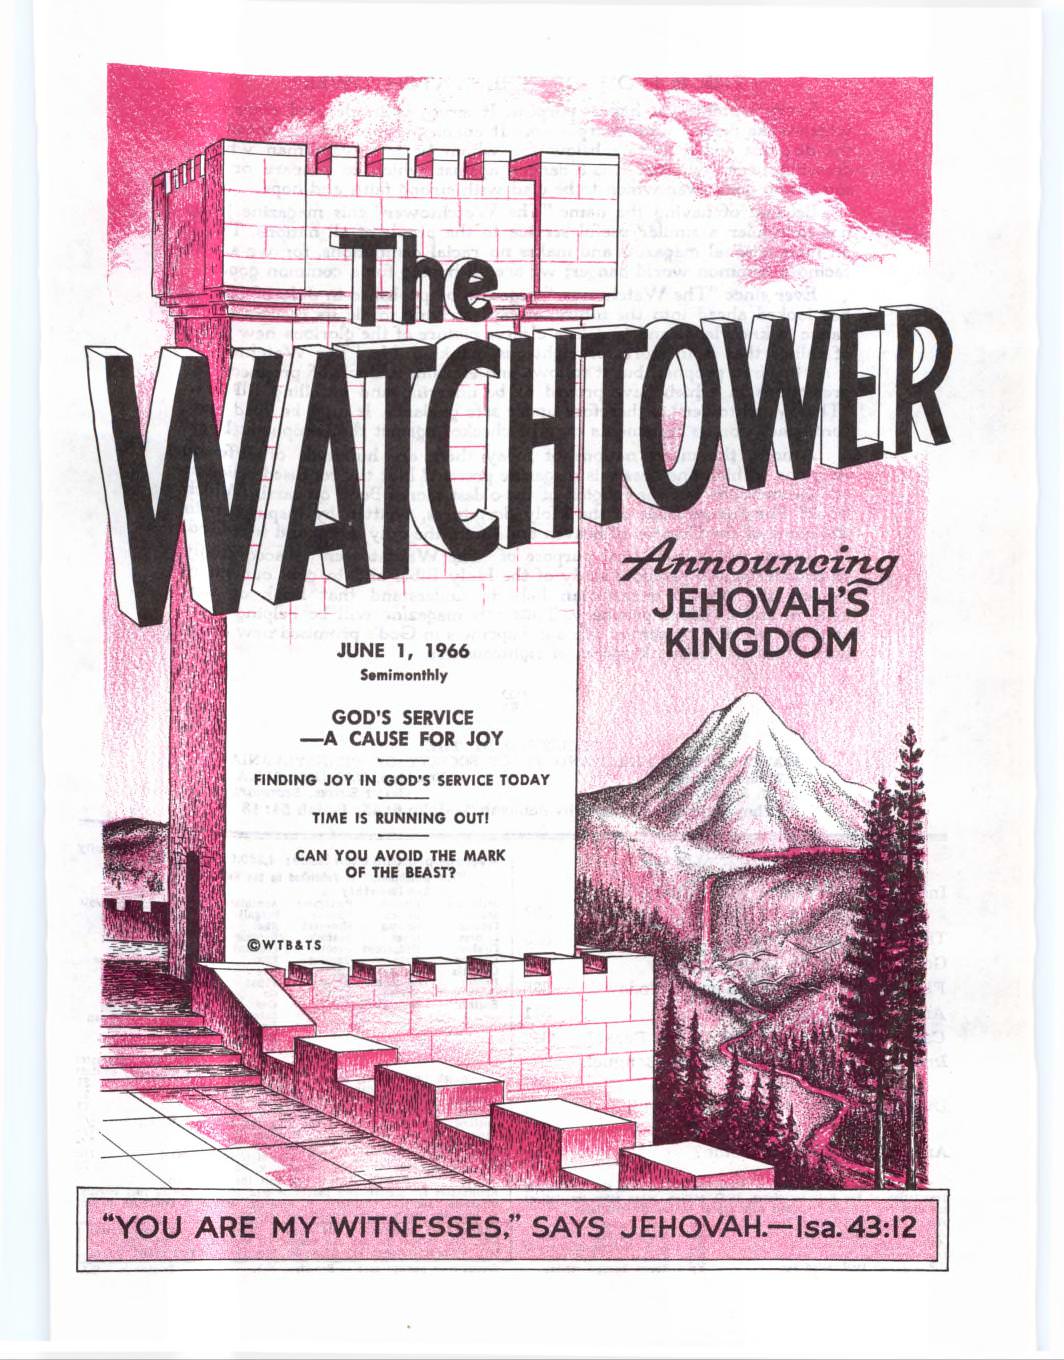 The
WATCHTOWER
Announcing
JEHOVAH'S
KINGDOM
JUNE 1, 1966
Semimonthly
GOD'S SERVICE
—A CAUSE FOR JOY
FINDING JOY IN GOD'S SERVICE TODAY
TIME IS RUNNING OUT!
CAN YOU AVOID THE MARK
OF THE BEAST?
©WTB&TS
“YOU ARE MY WITNESSES,” SAYS JEHOVAH.—Isa. 43:12